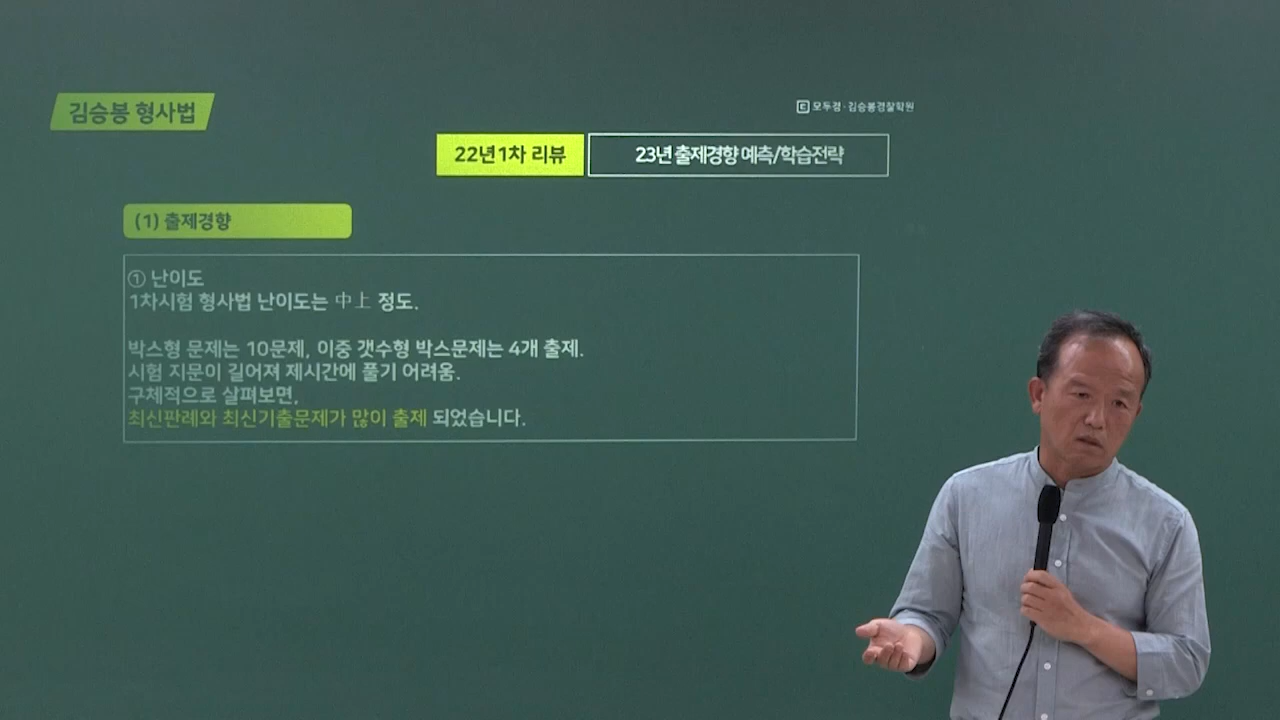 김승봉 형사법
모두경·김승봉경찰학원
22년 1차 리뷰
23년 출제경향 예측/학습전략
(1) 출제경향
① 난이도
1차시험 형사법 난이도는 中上 정도.
박스형 문제는 10문제, 이중 갯수형 박스문제는 4개 출제.
시험 지문이 길어져 제시간에 풀기 어려움.
구체적으로 살펴보면,
최신판례와 최신기출문제가 많이 출제 되었습니다.